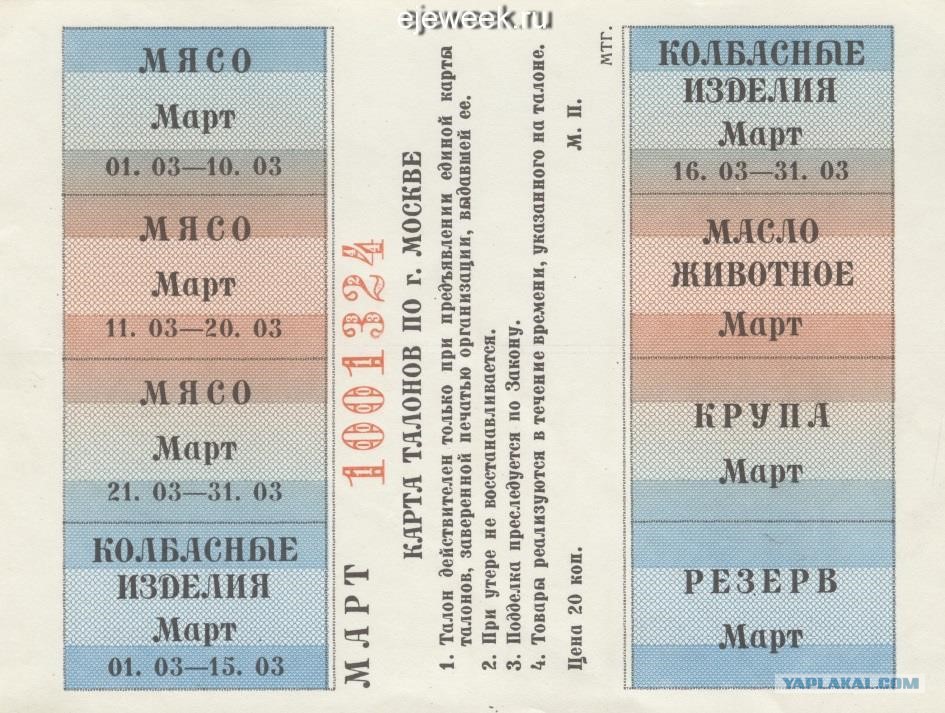 ejeweek.ru
МЯСО
Март
01. 03—10. 03
МЯСО
Март
11. 03—20. 03
МЯСО
Март
21. 03—31. 03
КОЛБАСНЫЕ
ИЗДЕЛИЯ
Март
01. 03—15. 03
МАРТ
1001324
КАРТА ТАЛОНОВ ПО г. МОСКВЕ
1. Талон действителен только при предъявлении единой карты
талонов, заверенной печатью организации, выдавшей ее.
2. При утере не восстанавливается.
3. Подделка преследуется по Закону.
4. Товары реализуются в течение времени, указанного на талоне.
Цена 20 коп.
М. П.
МТГ.
КОЛБАСНЫЕ
ИЗДЕЛИЯ
Март
16. 03—31. 03
МАСЛО
ЖИВОТНОЕ
Март
КРУПА
Март
РЕЗЕРВ
Март
YAPLAKAL.COM